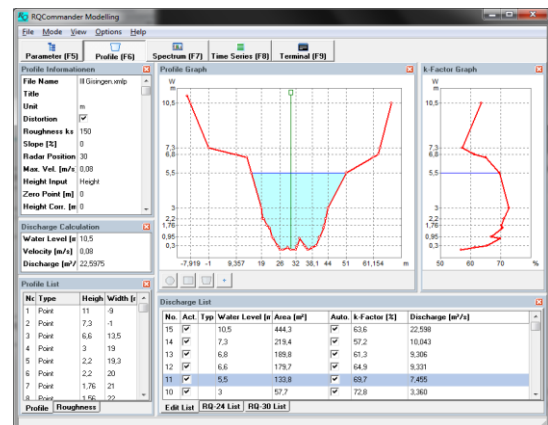 RQCommander Modelling
File Mode View Options Help
Parameter (F5) Profile (F6) Spectrum (F7) Time Series (F8) Terminal (F9)
Profile Informationen
File Name Ill Gisingen.xmlp
Title
Unit m
Distortion
Roughness ks 150
Slope [%] 0
Radar Position 30
Max. Vel. [m/s 0,08
Height Input Height
Zero Point [m] 0
Height Corr. [m 0
Discharge Calculation
Water Level [m 10,5
Velocity [m/s] 0,08
Discharge [m³/ 22,5975
Profile List
Nc Type Heigh Width [r
1 Point 11 -9
2 Point 7,3 -1
3 Point 6,6 13,5
4 Point 3 19
5 Point 2,2 19,3
6 Point 2,2 20
7 Point 1,76 21
8 Point 1,56 22
Profile Roughness
Profile Graph
W
m
10,5
7,3
6,8
5,5
3
2,2
1,76
0,95
0,3
-7,919 -1 9,357 19 26 32 38,1 44 51 61,154 m
k-Factor Graph
W
m
10,5
7,3
6,8
5,5
3
2,2
1,76
0,95
0,3
50 60 70 %
Discharge List
No. Act. Typ Water Level [m Area [m²] Auto. k-Factor [%] Discharge [m³/s]
15 10,5 444,3 63,6 22,598
14 7,3 219,4 57,2 10,043
13 6,8 189,8 61,3 9,306
12 6,6 179,7 64,9 9,331
11 5,5 133,8 69,7 7,455
10 3 57,7 72,8 3,360
Edit List RQ-24 List RQ-30 List